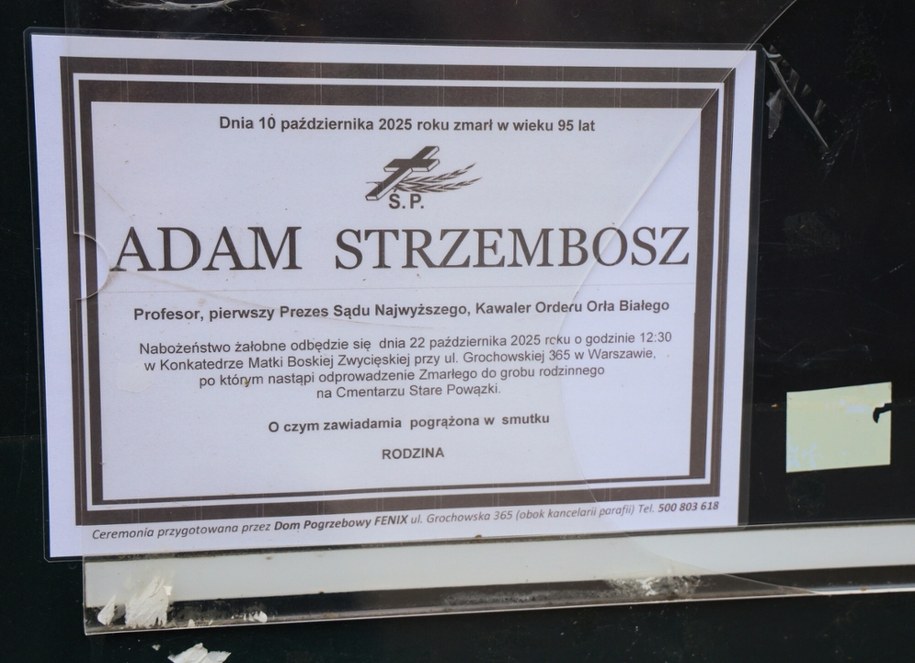 Dnia 10 października 2025 roku zmarł w wieku 95 lat
Ś.P.
ADAM STRZEMBOSZ
Profesor, pierwszy Prezes Sądu Najwyższego, Kawaler Orderu Orła Białego
Nabożeństwo żałobne odbędzie się dnia 22 października 2025 roku o godzinie 12:30
w Konkatedrze Matki Boskiej Zwycięskiej przy ul. Grochowskiej 365 w Warszawie,
po którym nastąpi odprowadzenie Zmarłego do grobu rodzinnego
na Cmentarzu Stare Powązki.
O czym zawiadamia pogrążona w smutku
RODZINA
Ceremonia przygotowana przez Dom Pogrzebowy FENIX ul. Grochowska 365 (obok kancelarii parafii) Tel. 500 803 618